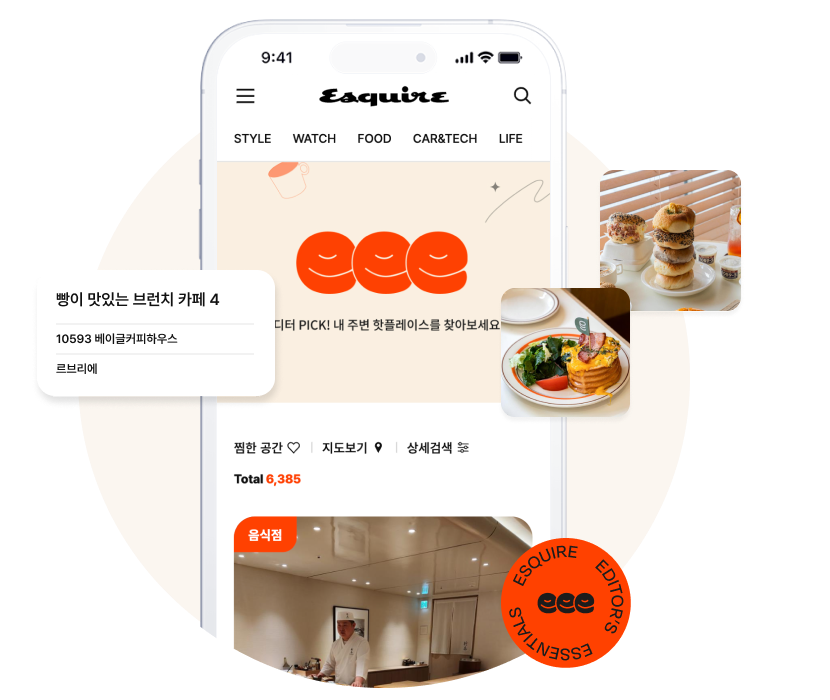 9:41
Esquire
STYLE WATCH FOOD CAR&TECH LIFE
eee
빵이 맛있는 브런치 카페 4
10593 베이글커피하우스
르브리에
디터 PICK! 내 주변 핫플레이스를 찾아보세요
찜한 공간 지도보기 상세검색
Total 6,385
음식점
ESQUIRE EDITOR'S ESSENTIALS
eee